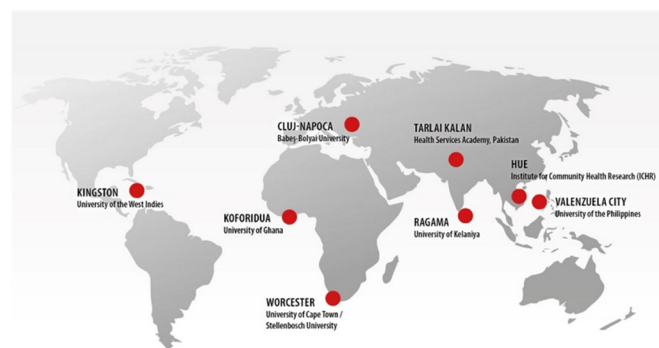 CLUJ-NAPOCA
Babeș-Bolyai University
TARLAI KALAN
Health Services Academy, Pakistan
HUE
Institute for Community Health Research (ICHR)
KINGSTON
University of the West Indies
VALENZUELA CITY
University of the Philippines
KOFORIDUA
University of Ghana
RAGAMA
University of Kelaniya
WORCESTER
University of Cape Town /
Stellenbosch University